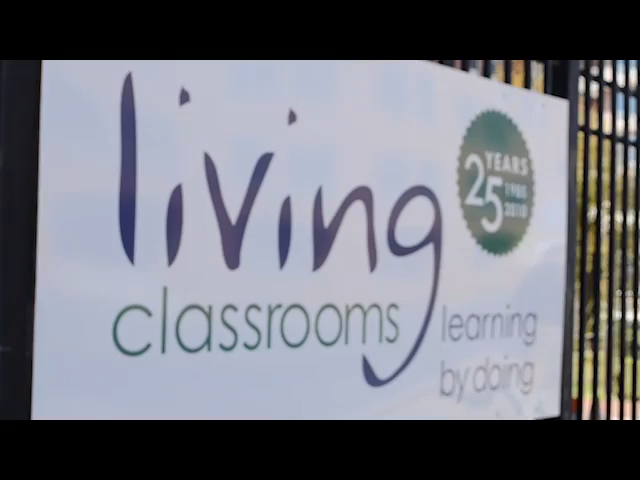 living
classrooms
learning
by doing
25 YEARS
1985
2010